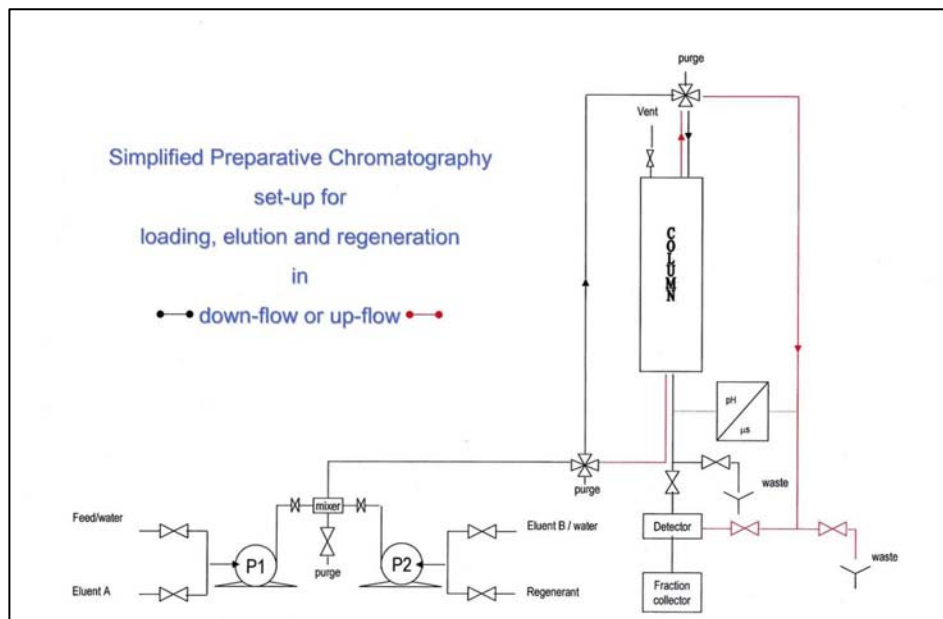 Simplified Preparative Chromatography
set-up for
loading, elution and regeneration
in
down-flow or up-flow
purge
Vent
COLUMN
pH
µs
waste
purge
mixer
purge
Feed/water
Eluent A
P1
P2
Eluent B / water
Regenerant
Detector
Fraction
collector
waste